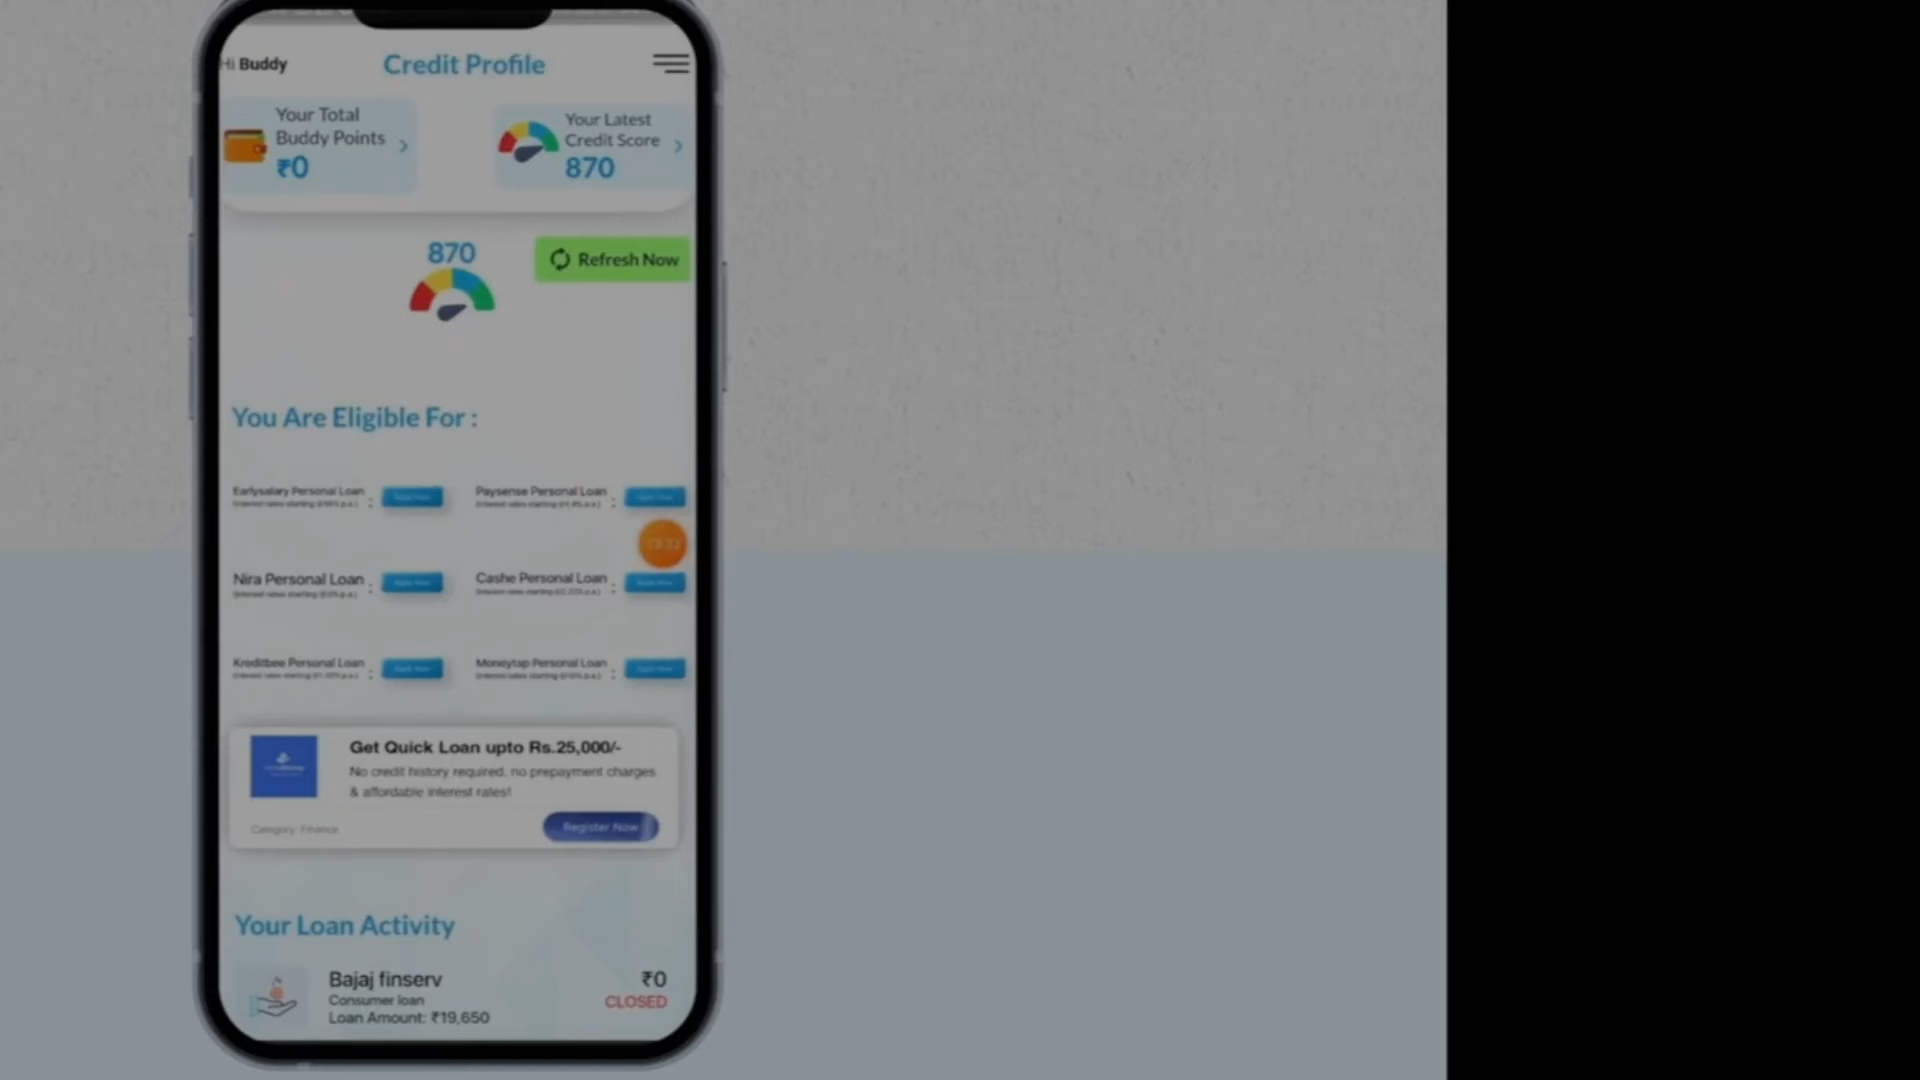 Hi Buddy
Credit Profile
Your Total
Buddy Points
₹0
Your Latest
Credit Score
870
870
Refresh Now
You Are Eligible For :
Earlysalary Personal Loan :
Paysense Personal Loan :
Nira Personal Loan :
Cashe Personal Loan :
Kreditbee Personal Loan :
Moneytap Personal Loan :
Get Quick Loan upto Rs.25,000/-
No credit history required, no prepayment charges
& affordable interest rates!
Category: Finance
Register Now
Your Loan Activity
Bajaj finserv
₹0
Consumer loan
CLOSED
Loan Amount: ₹19,650